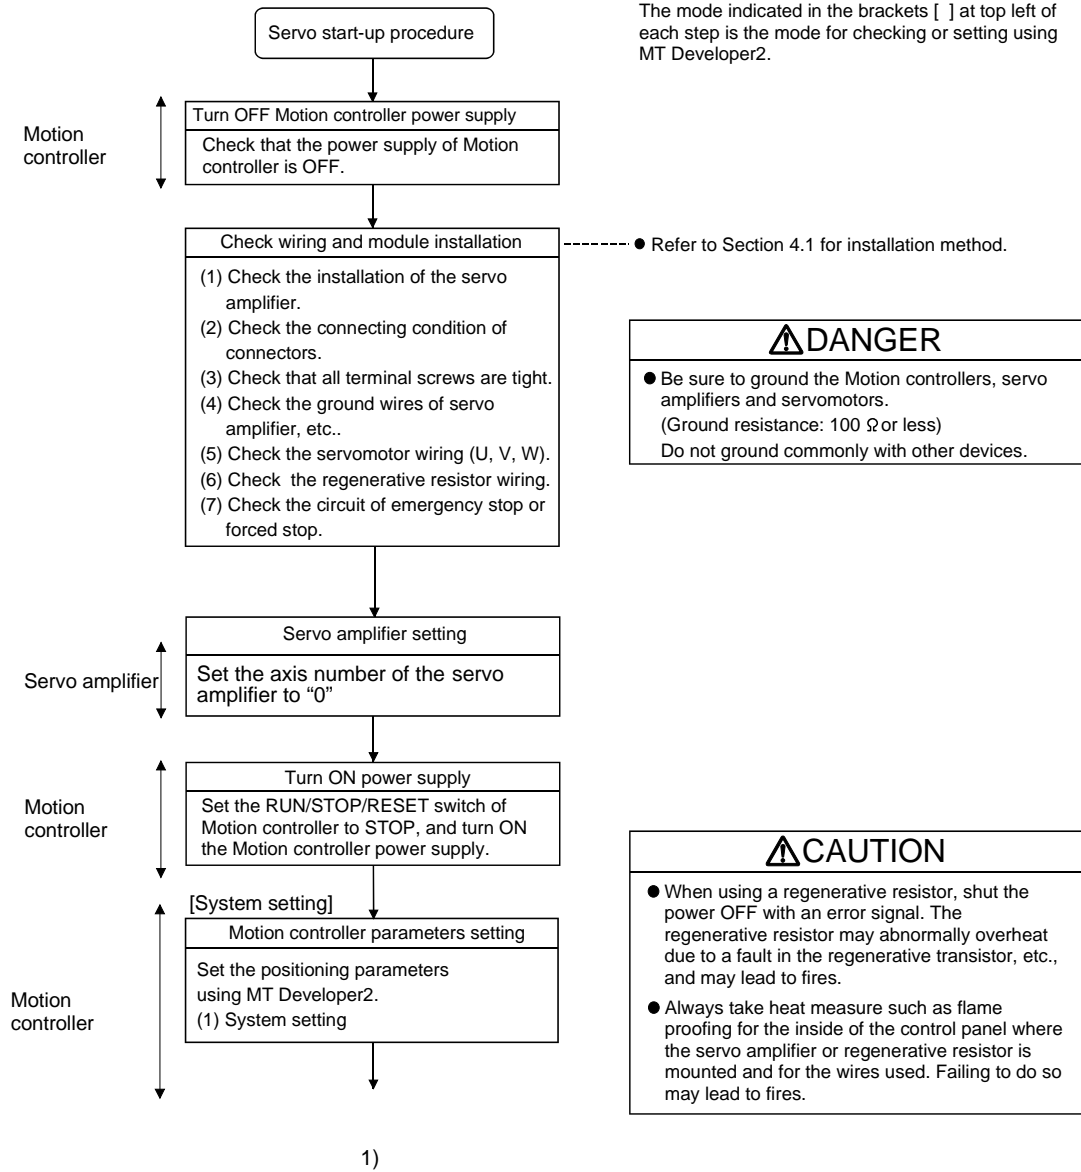 Servo start-up procedure
The mode indicated in the brackets [ ] at top left of
each step is the mode for checking or setting using
MT Developer2.
Motion
controller
Turn OFF Motion controller power supply
Check that the power supply of Motion
controller is OFF.
Check wiring and module installation
● Refer to Section 4.1 for installation method.
(1) Check the installation of the servo
amplifier.
(2) Check the connecting condition of
connectors.
(3) Check that all terminal screws are tight.
(4) Check the ground wires of servo
amplifier, etc..
(5) Check the servomotor wiring (U, V, W).
(6) Check the regenerative resistor wiring.
(7) Check the circuit of emergency stop or
forced stop.
⚠DANGER
● Be sure to ground the Motion controllers, servo
amplifiers and servomotors.
(Ground resistance: 100 Ω or less)
Do not ground commonly with other devices.
Servo amplifier
Servo amplifier setting
Set the axis number of the servo
amplifier to “0”
Motion
controller
Turn ON power supply
Set the RUN/STOP/RESET switch of
Motion controller to STOP, and turn ON
the Motion controller power supply.
Motion
controller
[System setting]
Motion controller parameters setting
Set the positioning parameters
using MT Developer2.
(1) System setting
⚠CAUTION
● When using a regenerative resistor, shut the
power OFF with an error signal. The
regenerative resistor may abnormally overheat
due to a fault in the regenerative transistor, etc.,
and may lead to fires.
● Always take heat measure such as flame
proofing for the inside of the control panel where
the servo amplifier or regenerative resistor is
mounted and for the wires used. Failing to do so
may lead to fires.
1)